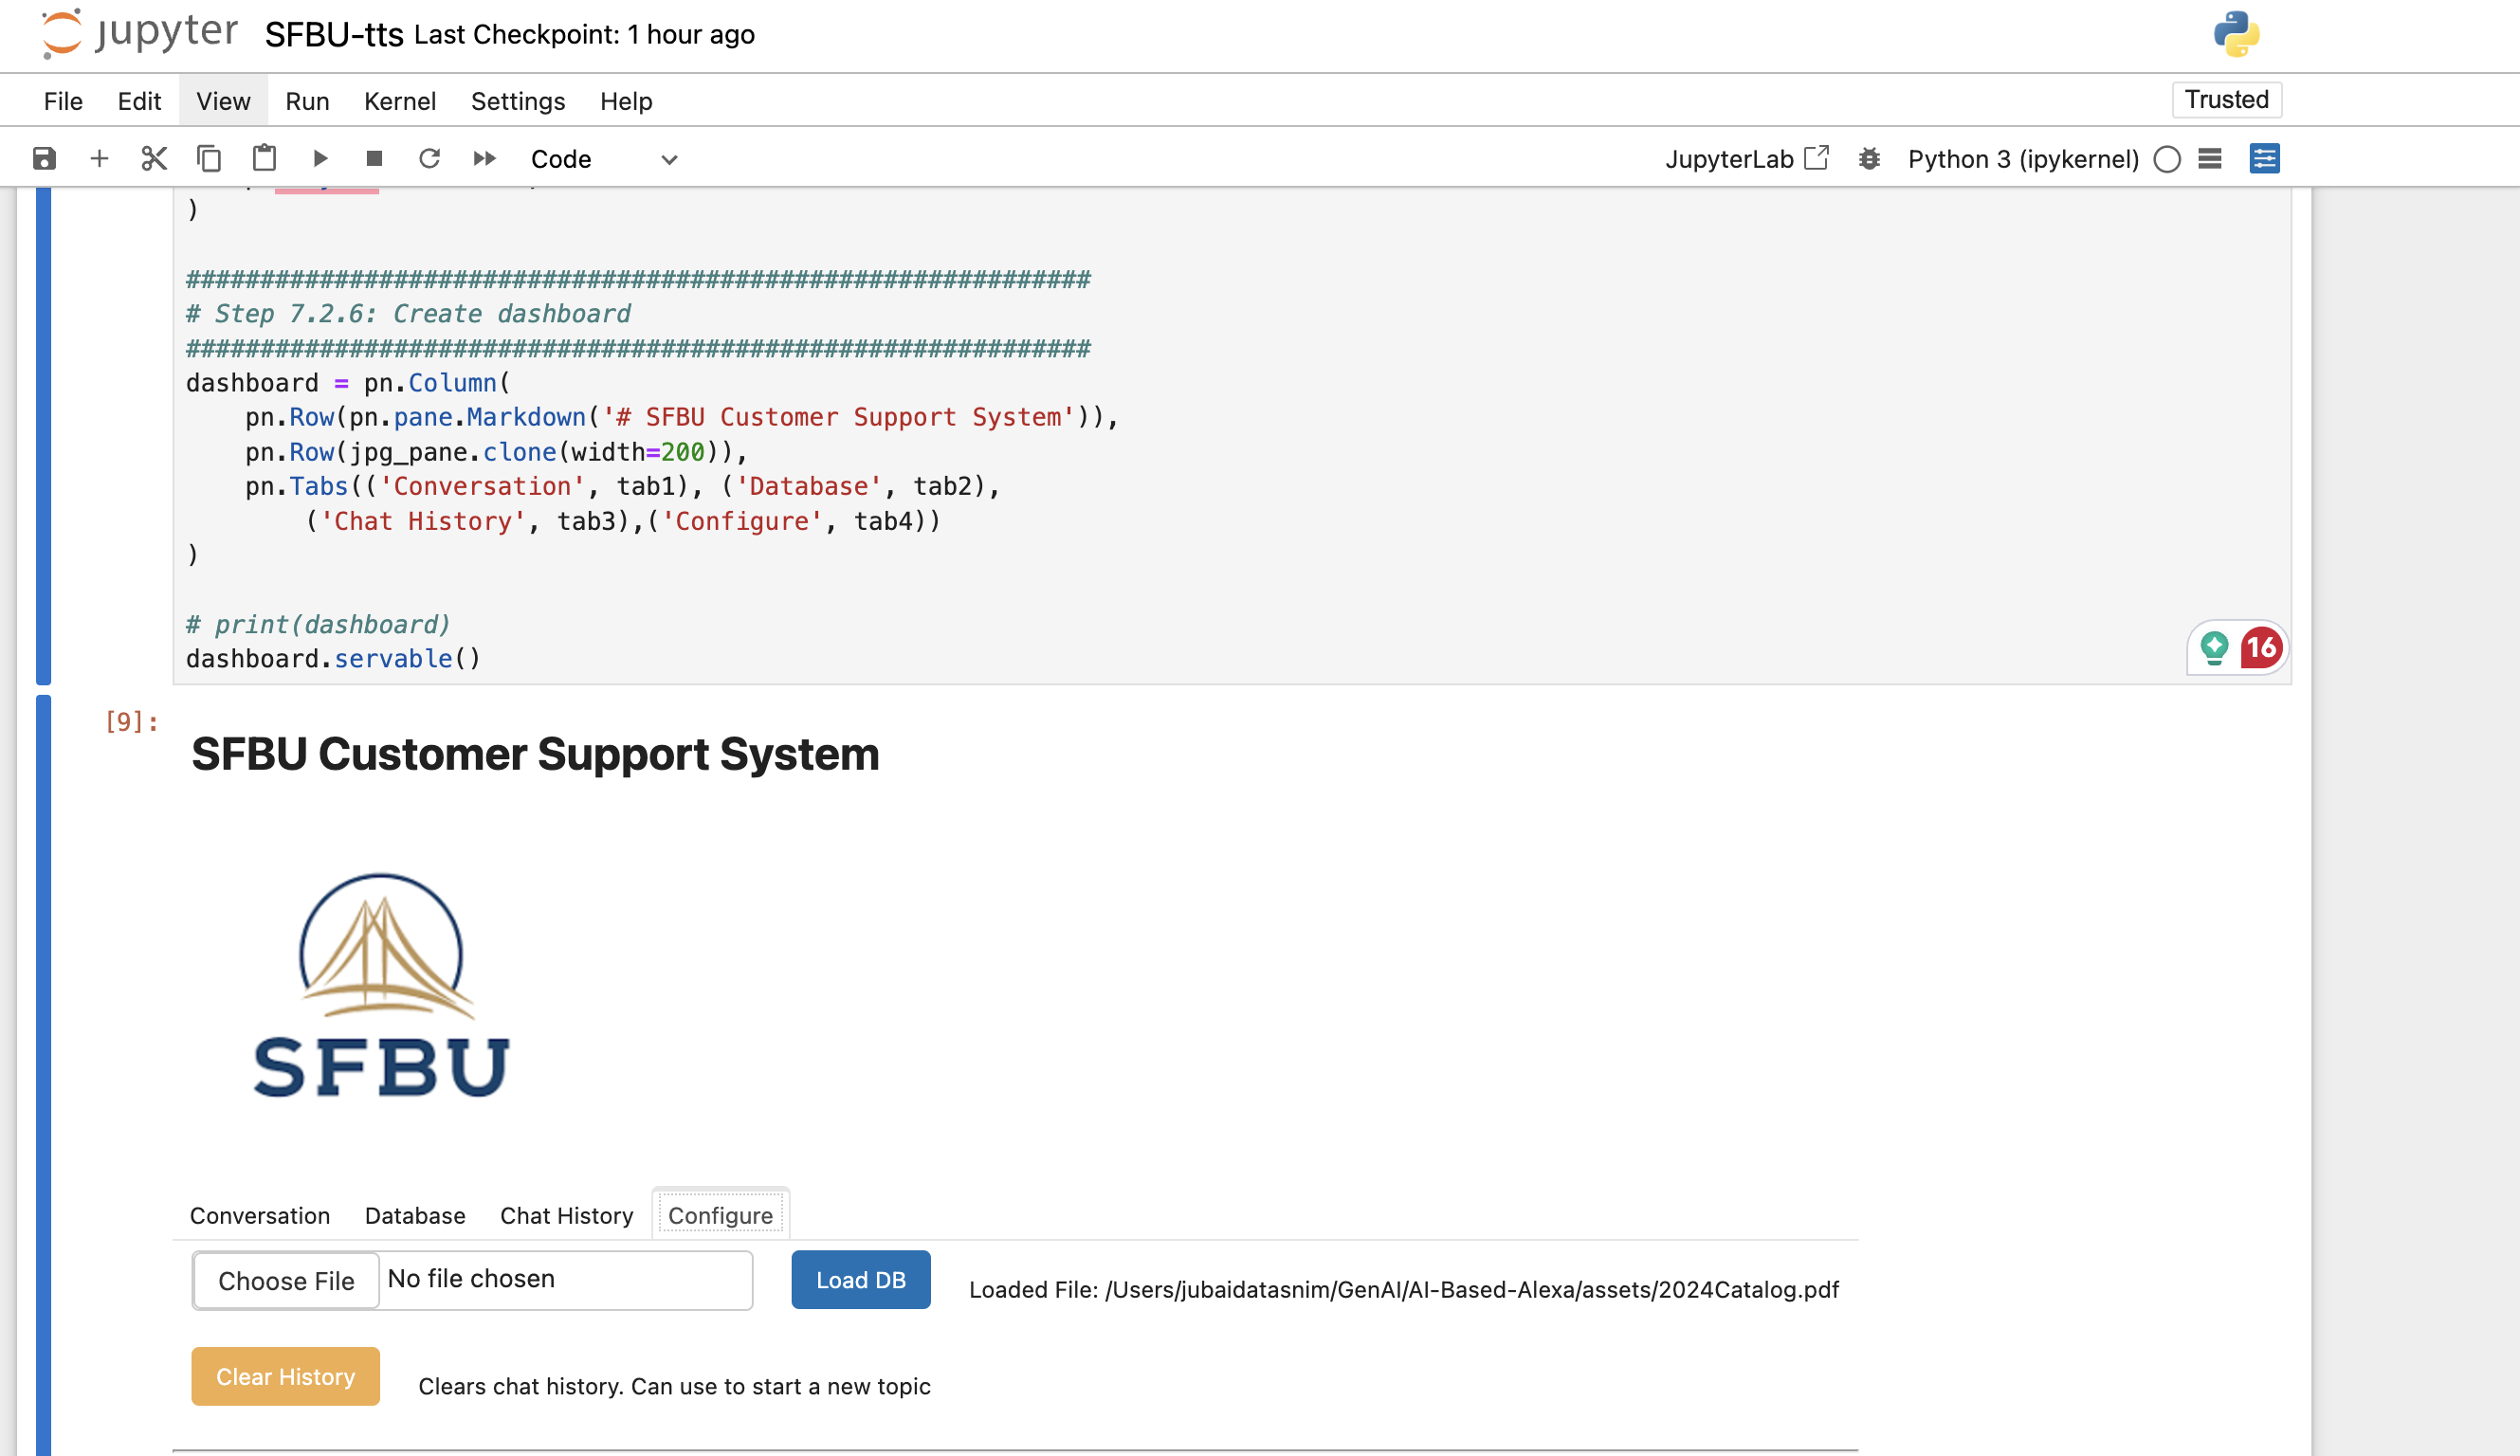 jupyter SFBU-tts Last Checkpoint: 1 hour ago
File Edit View Run Kernel Settings Help Trusted
Code JupyterLab Python 3 (ipykernel)
)
#############################################################
# Step 7.2.6: Create dashboard
#############################################################
dashboard = pn.Column(
    pn.Row(pn.pane.Markdown('# SFBU Customer Support System')),
    pn.Row(jpg_pane.clone(width=200)),
    pn.Tabs(('Conversation', tab1), ('Database', tab2),
        ('Chat History', tab3),('Configure', tab4))
)
# print(dashboard)
dashboard.servable()
16
[9]:
SFBU Customer Support System
SFBU
Conversation Database Chat History Configure
Choose File No file chosen Load DB Loaded File: /Users/jubaidatasnim/GenAI/AI-Based-Alexa/assets/2024Catalog.pdf
Clear History Clears chat history. Can use to start a new topic